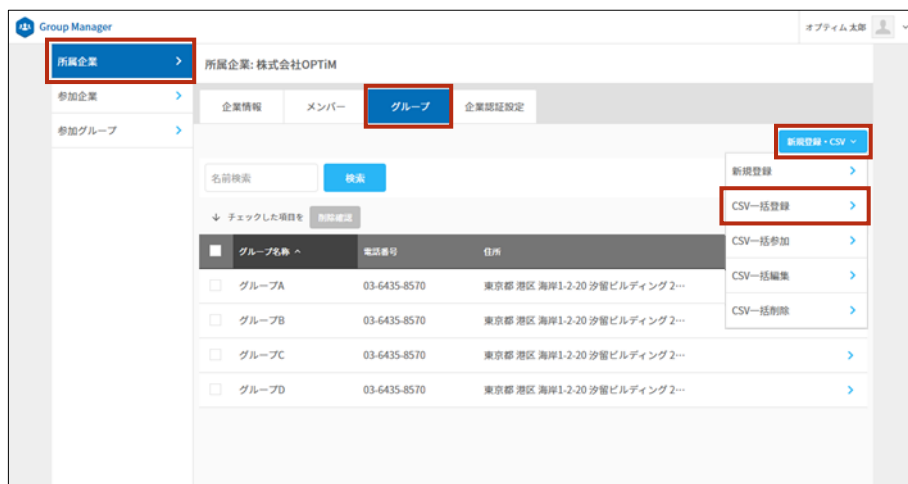 Group Manager
オプティム 太郎
所属企業
参加企業
参加グループ
所属企業: 株式会社OPTiM
企業情報 メンバー グループ 企業認証設定
新規登録・CSV
新規登録
CSV一括登録
CSV一括参加
CSV一括編集
CSV一括削除
名前検索 検索
↓ チェックした項目を 削除確認
グループ名称 電話番号 住所
グループA 03-6435-8570 東京都 港区 海岸1-2-20 汐留ビルディング 2…
グループB 03-6435-8570 東京都 港区 海岸1-2-20 汐留ビルディング 2…
グループC 03-6435-8570 東京都 港区 海岸1-2-20 汐留ビルディング 2…
グループD 03-6435-8570 東京都 港区 海岸1-2-20 汐留ビルディング 2…